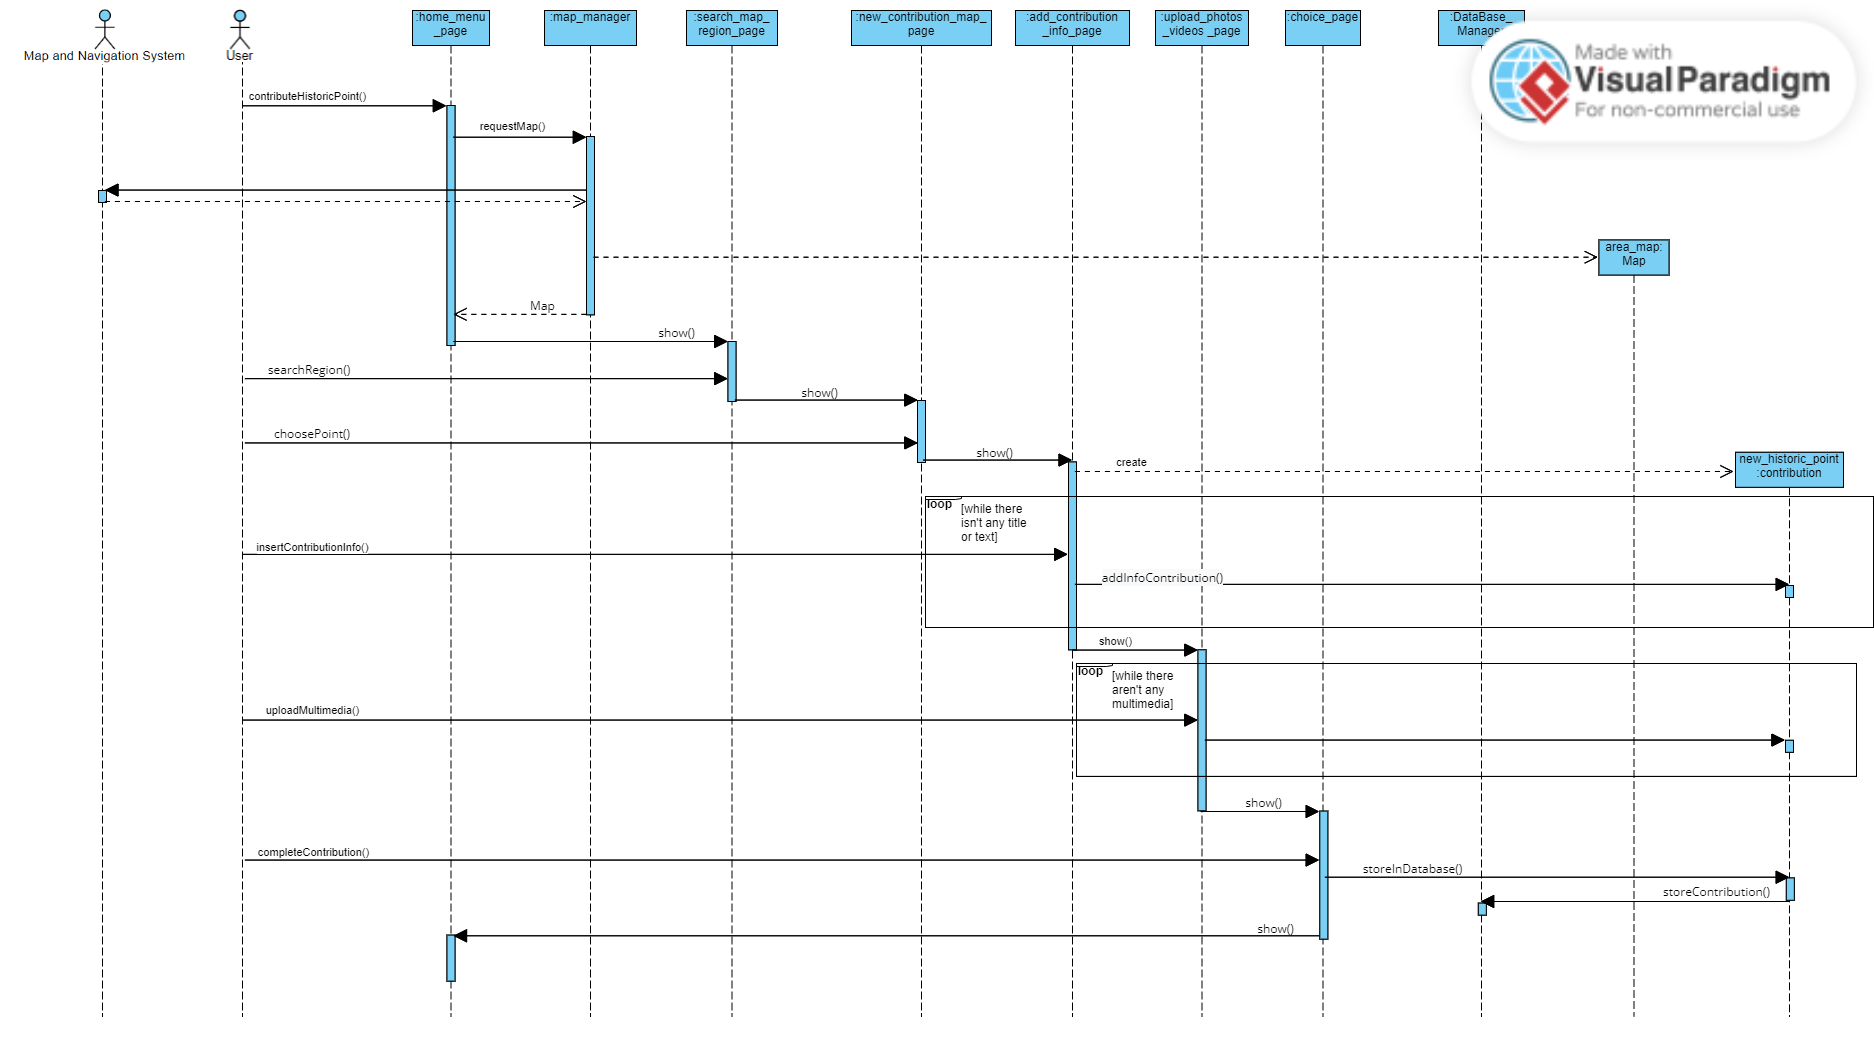 :home_menu
_page
:map_manager
:search_map_
region_page
:new_contribution_map_
page
:add_contribution
_info_page
:upload_photos
_videos _page
:choice_page
:DataBase_
Manager
Made with
Visual Paradigm
For non-commercial use
Map and Navigation System
User
contributeHistoricPoint()
requestMap()
area_map:
Map
Map
show()
searchRegion()
show()
choosePoint()
show()
create
new_historic_point
:contribution
loop
[while there
isn't any title
or text]
insertContributionInfo()
addInfoContribution()
show()
loop
[while there
aren't any
multimedia]
uploadMultimedia()
show()
completeContribution()
storeInDatabase()
storeContribution()
show()